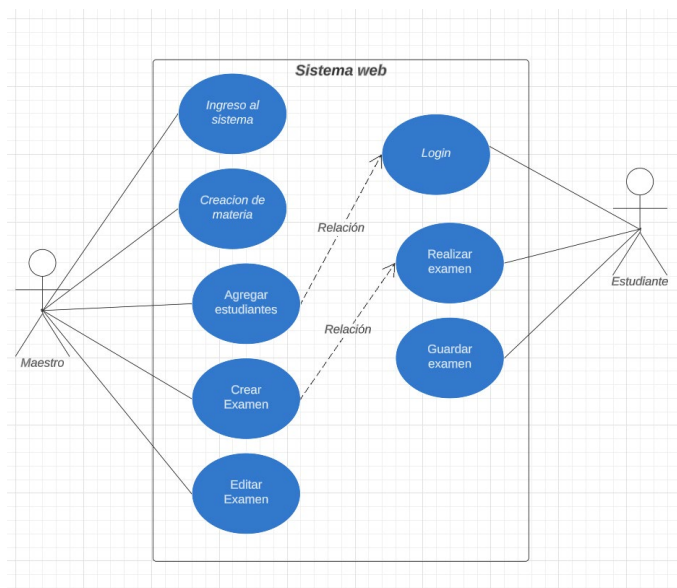 Sistema web
Ingreso al
sistema
Login
Creacion de
materia
Relación
Realizar
examen
Agregar
estudiantes
Estudiante
Relación
Maestro
Guardar
examen
Crear
Examen
Editar
Examen